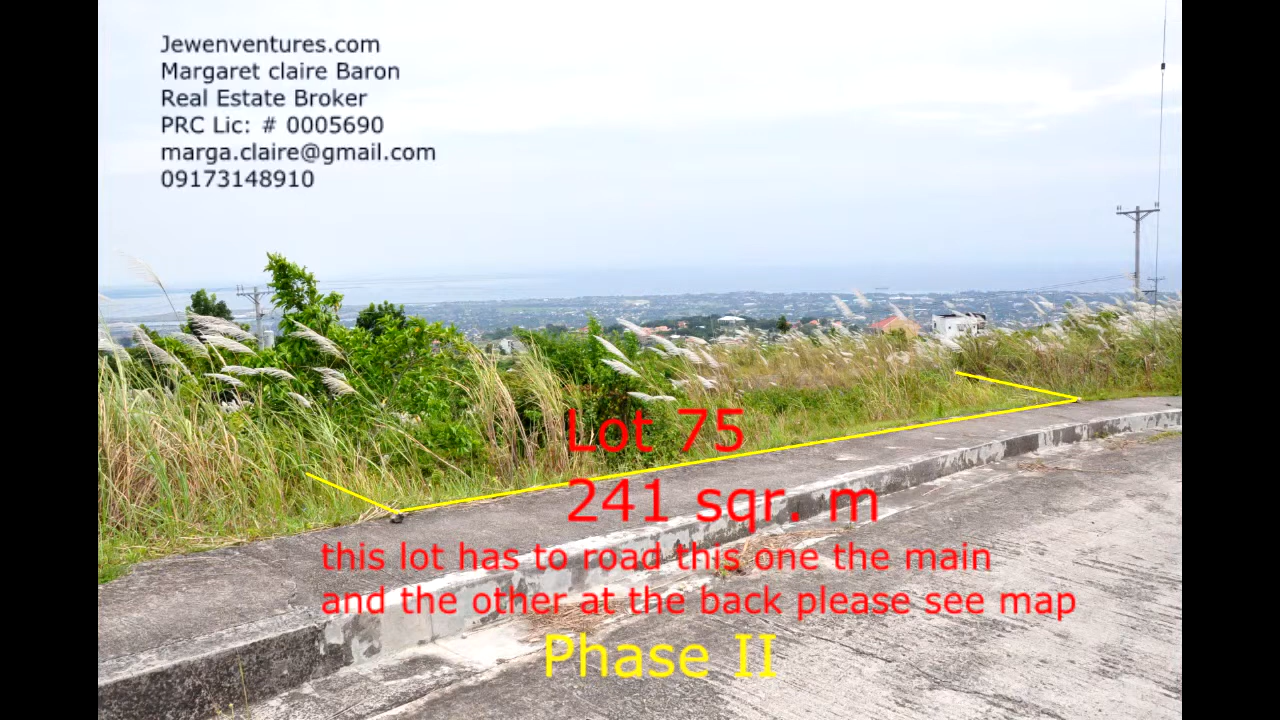 Jewenventures.com
Margaret claire Baron
Real Estate Broker
PRC Lic: # 0005690
marga.claire@gmail.com
09173148910
Lot 75
241 sqr. m
this lot has to road this one the main
and the other at the back please see map
Phase II